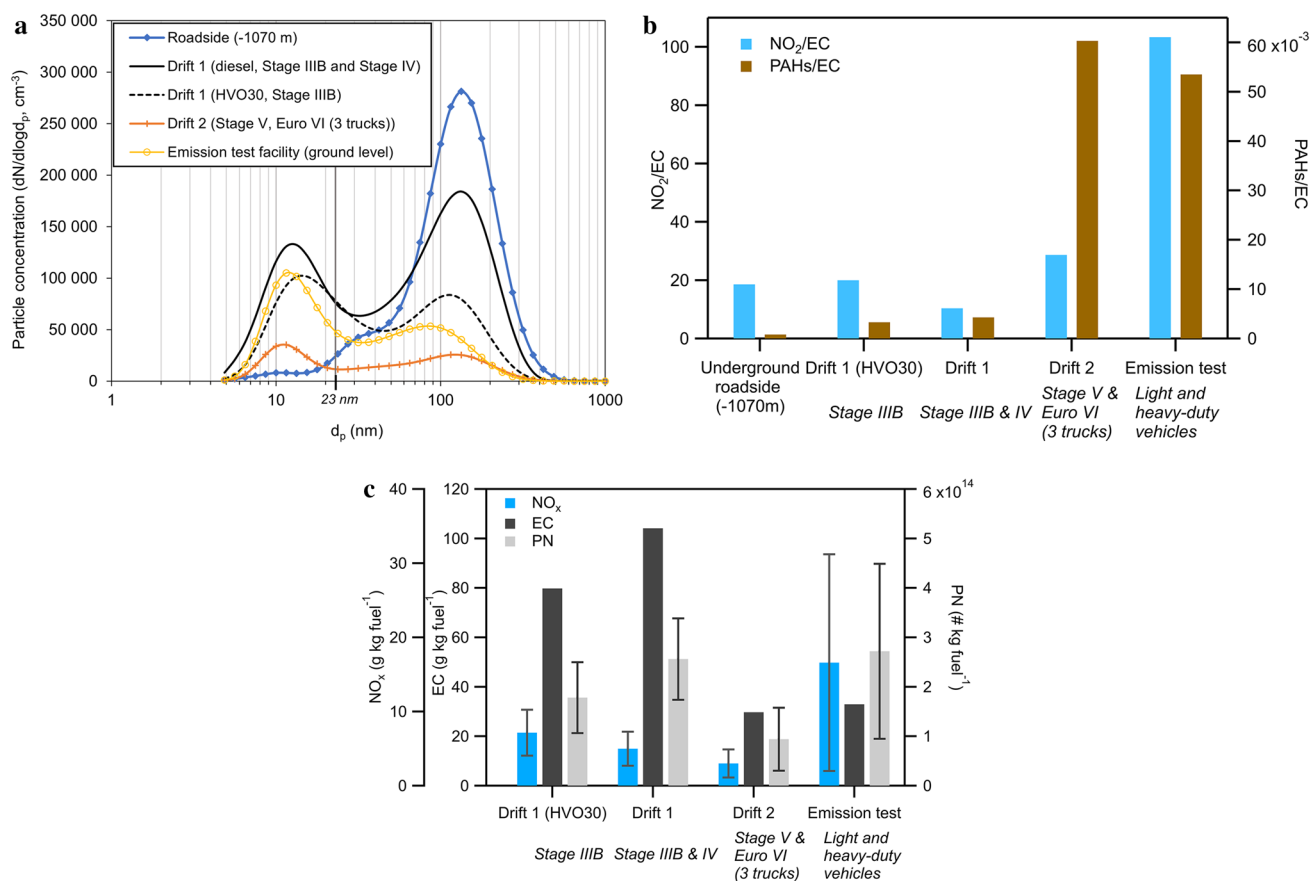 a
350 000
300 000
250 000
200 000
150 000
100 000
50 000
0
Particle concentration (dN/dlogdp, cm-3)
Roadside (-1070 m)
Drift 1 (diesel, Stage IIIB and Stage IV)
Drift 1 (HVO30, Stage IIIB)
Drift 2 (Stage V, Euro VI (3 trucks))
Emission test facility (ground level)
1
10
23 nm
100
1000
dp (nm)
b
NO2/EC
PAHs/EC
100
80
60
40
20
0
NO2/EC
60 x10-3
50
40
30
20
10
0
PAHs/EC
Underground
roadside
(-1070m)
Drift 1 (HVO30)
Stage IIIB
Drift 1
Stage IIIB & IV
Drift 2
Stage V &
Euro VI
(3 trucks)
Emission test
Light and
heavy-duty
vehicles
c
40
30
20
10
0
NOx (g kg fuel-1)
120
100
80
60
40
20
0
EC (g kg fuel-1)
NOx
EC
PN
6 x1014
5
4
3
2
1
0
PN (# kg fuel-1)
Drift 1 (HVO30)
Stage IIIB
Drift 1
Stage IIIB & IV
Drift 2
Stage V &
Euro VI
(3 trucks)
Emission test
Light and
heavy-duty
vehicles